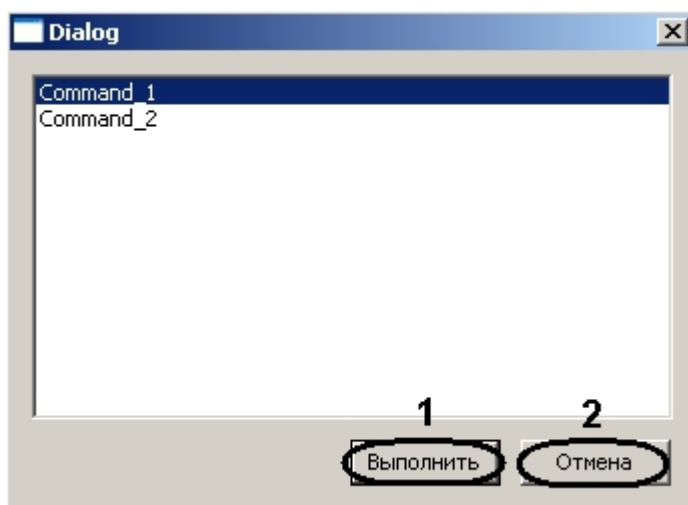 Dialog
Command_1
Command_2
1 2
Выполнить Отмена